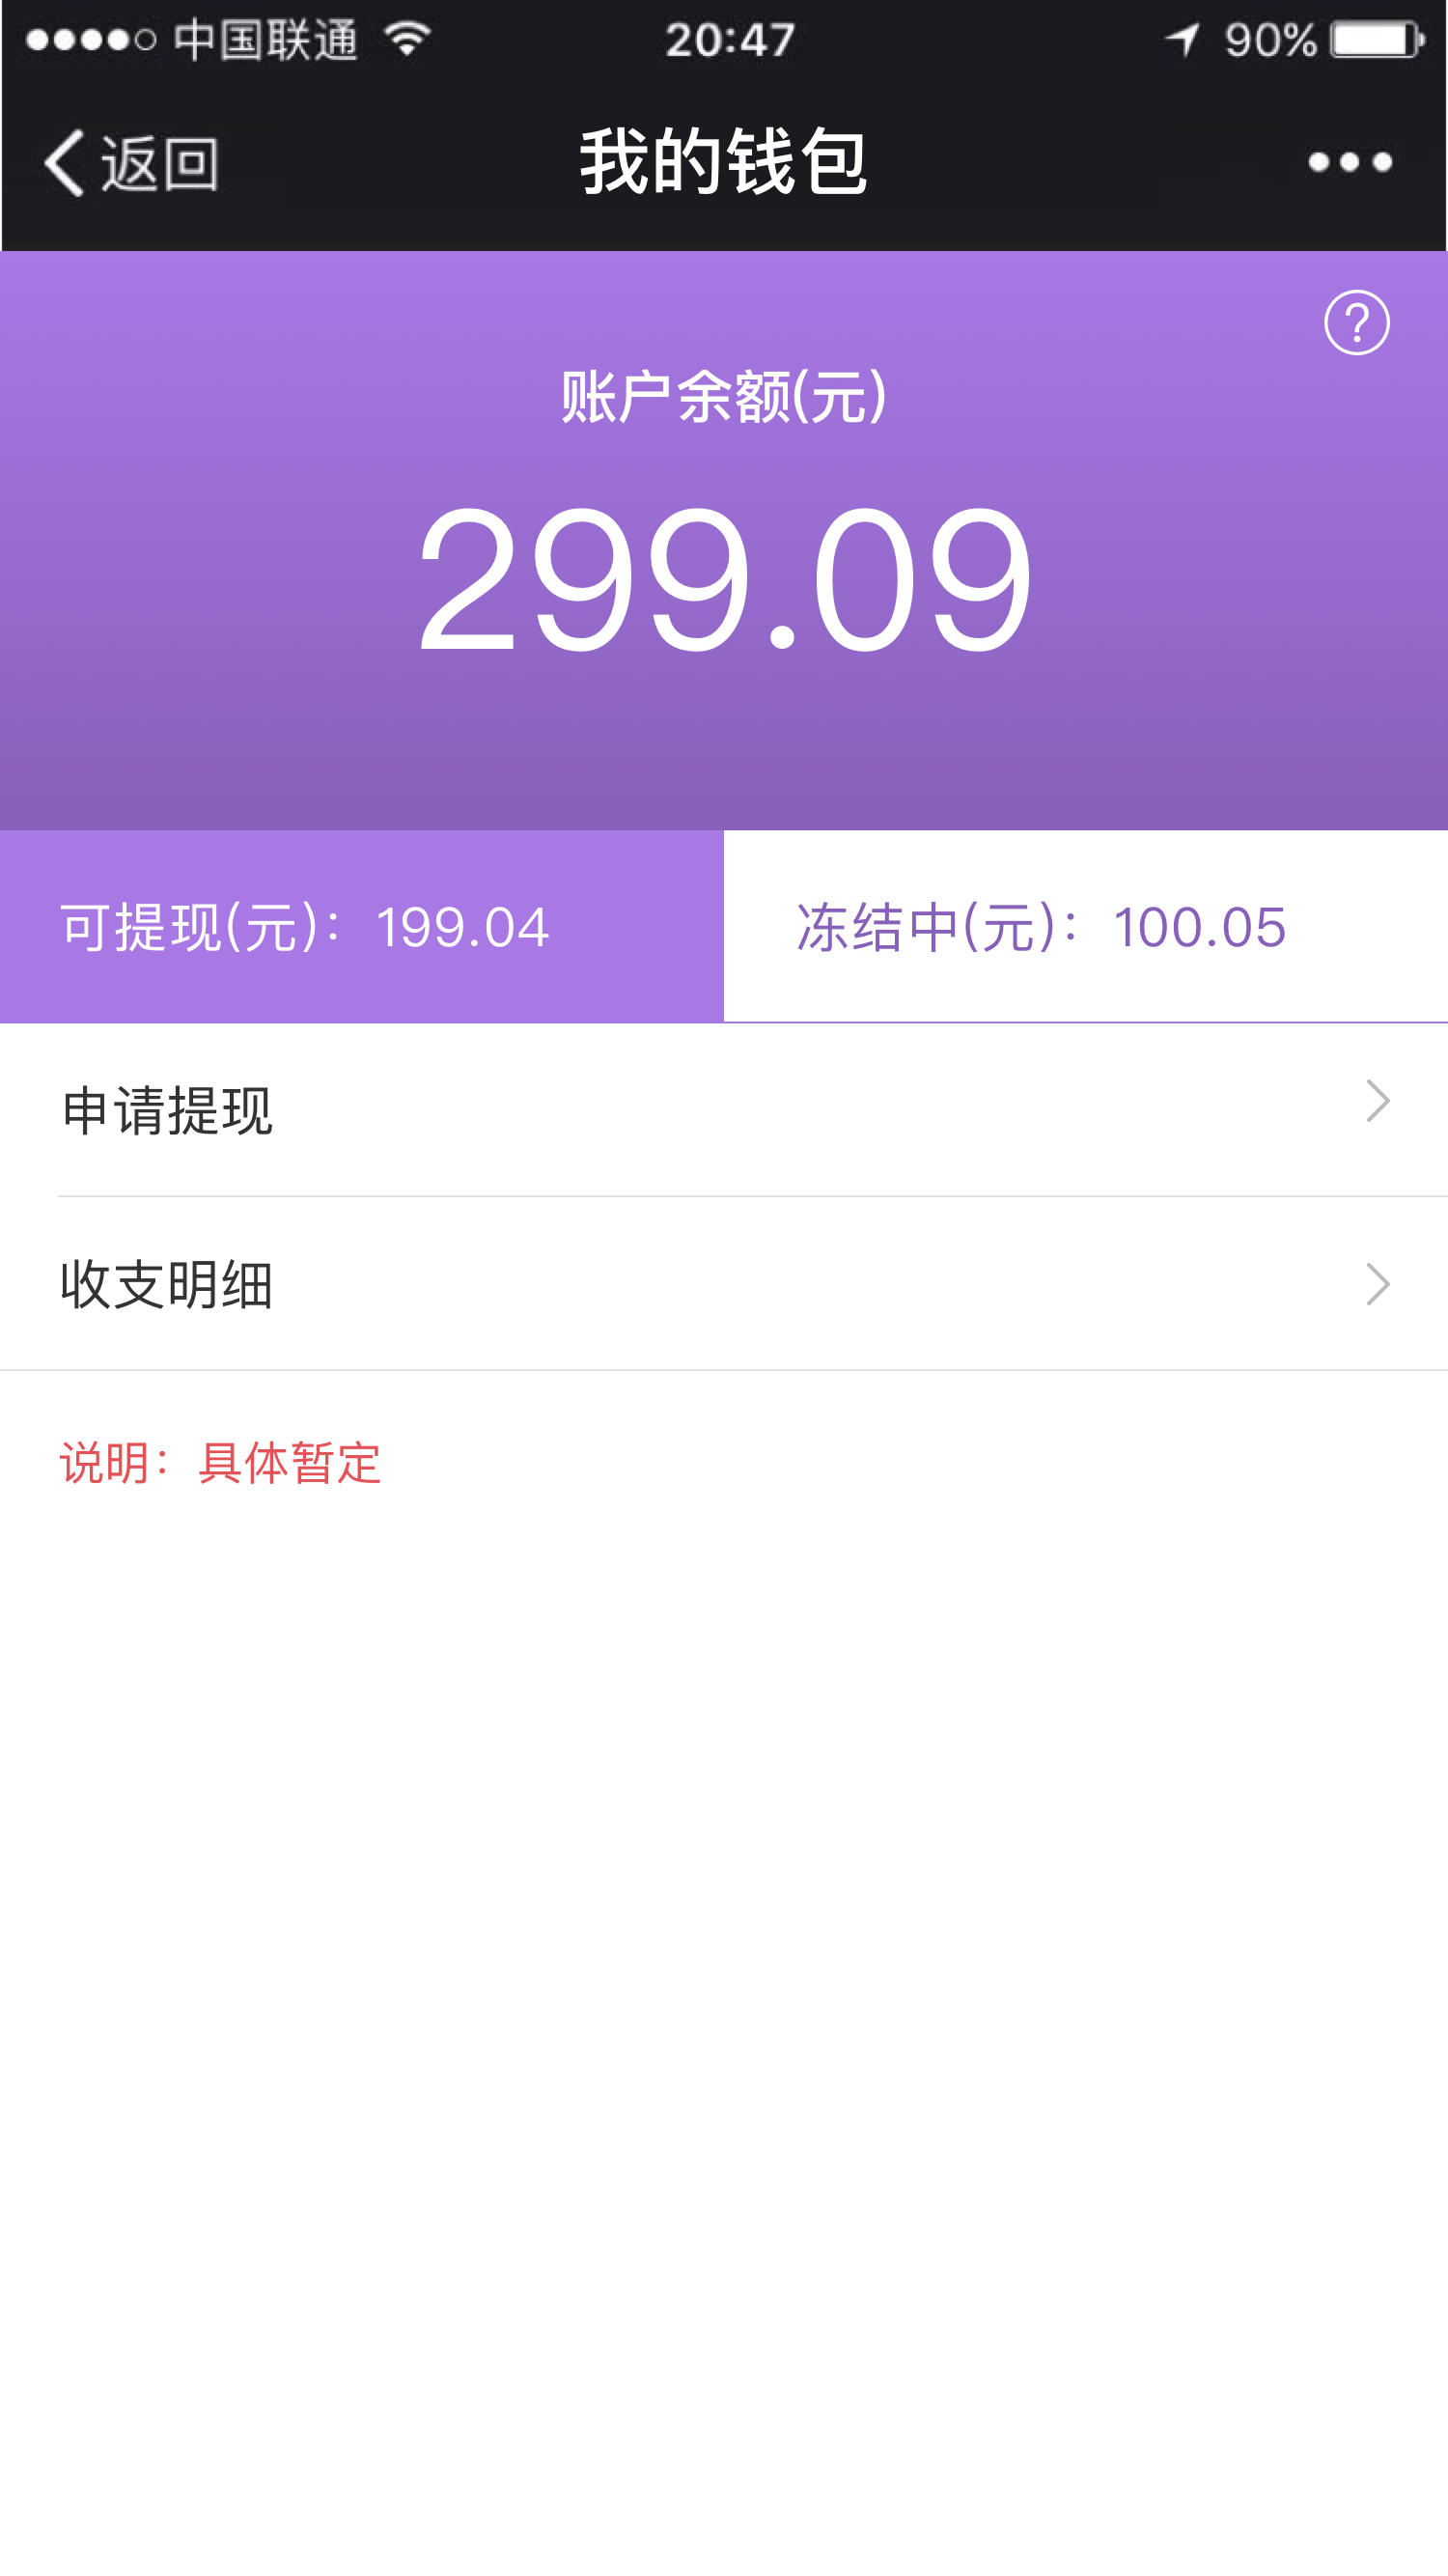 中国联通 20:47 90%
返回 我的钱包
?
账户余额(元)
299.09
可提现(元)：199.04 冻结中(元)：100.05
申请提现
收支明细
说明：具体暂定